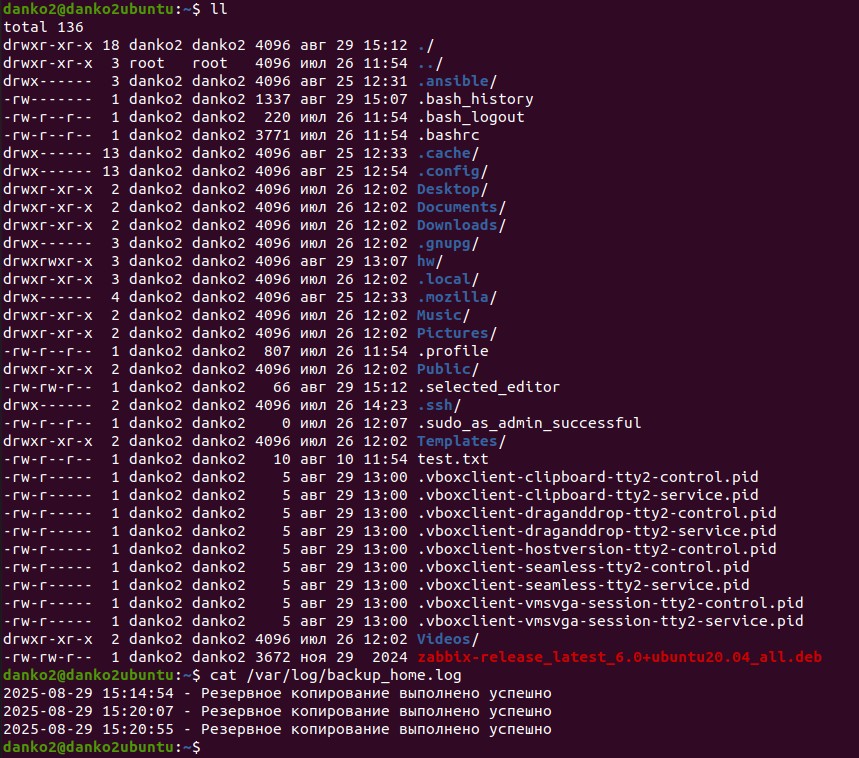 danko2@danko2ubuntu:~$ ll
total 136
drwxr-xr-x 18 danko2 danko2 4096 авг 29 15:12 ./
drwxr-xr-x  3 root   root   4096 июл 26 11:54 ../
drwx------  3 danko2 danko2 4096 авг 25 12:31 .ansible/
-rw-------  1 danko2 danko2 1337 авг 29 15:07 .bash_history
-rw-r--r--  1 danko2 danko2  220 июл 26 11:54 .bash_logout
-rw-r--r--  1 danko2 danko2 3771 июл 26 11:54 .bashrc
drwx------ 13 danko2 danko2 4096 авг 25 12:33 .cache/
drwx------ 13 danko2 danko2 4096 авг 25 12:54 .config/
drwxr-xr-x  2 danko2 danko2 4096 июл 26 12:02 Desktop/
drwxr-xr-x  2 danko2 danko2 4096 июл 26 12:02 Documents/
drwxr-xr-x  2 danko2 danko2 4096 июл 26 12:02 Downloads/
drwx------  3 danko2 danko2 4096 июл 26 12:02 .gnupg/
drwxrwxr-x  3 danko2 danko2 4096 авг 29 13:07 hw/
drwxr-xr-x  3 danko2 danko2 4096 июл 26 12:02 .local/
drwx------  4 danko2 danko2 4096 авг 25 12:33 .mozilla/
drwxr-xr-x  2 danko2 danko2 4096 июл 26 12:02 Music/
drwxr-xr-x  2 danko2 danko2 4096 июл 26 12:02 Pictures/
-rw-r--r--  1 danko2 danko2  807 июл 26 11:54 .profile
drwxr-xr-x  2 danko2 danko2 4096 июл 26 12:02 Public/
-rw-rw-r--  1 danko2 danko2   66 авг 29 15:12 .selected_editor
drwx------  2 danko2 danko2 4096 июл 26 14:23 .ssh/
-rw-r--r--  1 danko2 danko2    0 июл 26 12:07 .sudo_as_admin_successful
drwxr-xr-x  2 danko2 danko2 4096 июл 26 12:02 Templates/
-rw-r--r--  1 danko2 danko2   10 авг 10 11:54 test.txt
-rw-r-----  1 danko2 danko2    5 авг 29 13:00 .vboxclient-clipboard-tty2-control.pid
-rw-r-----  1 danko2 danko2    5 авг 29 13:00 .vboxclient-clipboard-tty2-service.pid
-rw-r-----  1 danko2 danko2    5 авг 29 13:00 .vboxclient-draganddrop-tty2-control.pid
-rw-r-----  1 danko2 danko2    5 авг 29 13:00 .vboxclient-draganddrop-tty2-service.pid
-rw-r-----  1 danko2 danko2    5 авг 29 13:00 .vboxclient-hostversion-tty2-control.pid
-rw-r-----  1 danko2 danko2    5 авг 29 13:00 .vboxclient-seamless-tty2-control.pid
-rw-r-----  1 danko2 danko2    5 авг 29 13:00 .vboxclient-seamless-tty2-service.pid
-rw-r-----  1 danko2 danko2    5 авг 29 13:00 .vboxclient-vmsvga-session-tty2-control.pid
-rw-r-----  1 danko2 danko2    5 авг 29 13:00 .vboxclient-vmsvga-session-tty2-service.pid
drwxr-xr-x  2 danko2 danko2 4096 июл 26 12:02 Videos/
-rw-rw-r--  1 danko2 danko2 3672 ноя 29  2024 zabbix-release_latest_6.0+ubuntu20.04_all.deb
danko2@danko2ubuntu:~$ cat /var/log/backup_home.log
2025-08-29 15:14:54 - Резервное копирование выполнено успешно
2025-08-29 15:20:07 - Резервное копирование выполнено успешно
2025-08-29 15:20:55 - Резервное копирование выполнено успешно
danko2@danko2ubuntu:~$